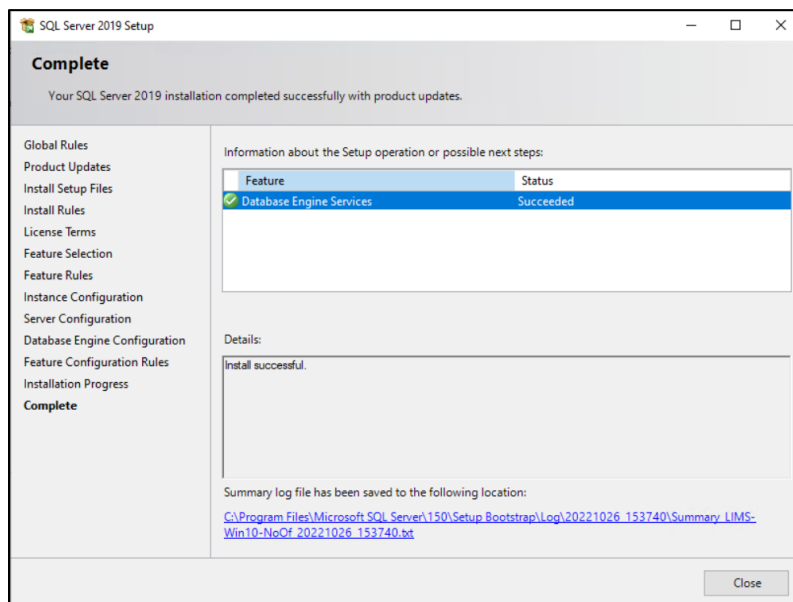 SQL Server 2019 Setup
Complete
Your SQL Server 2019 installation completed successfully with product updates.
Global Rules
Product Updates
Install Setup Files
Install Rules
License Terms
Feature Selection
Feature Rules
Instance Configuration
Server Configuration
Database Engine Configuration
Feature Configuration Rules
Installation Progress
Complete
Information about the Setup operation or possible next steps:
Feature Status
Database Engine Services Succeeded
Details:
Install successful.
Summary log file has been saved to the following location:
C:\Program Files\Microsoft SQL Server\150\Setup Bootstrap\Log\20221026_153740\Summary_LIMS-
Win10-NoOf_20221026_153740.txt
Close